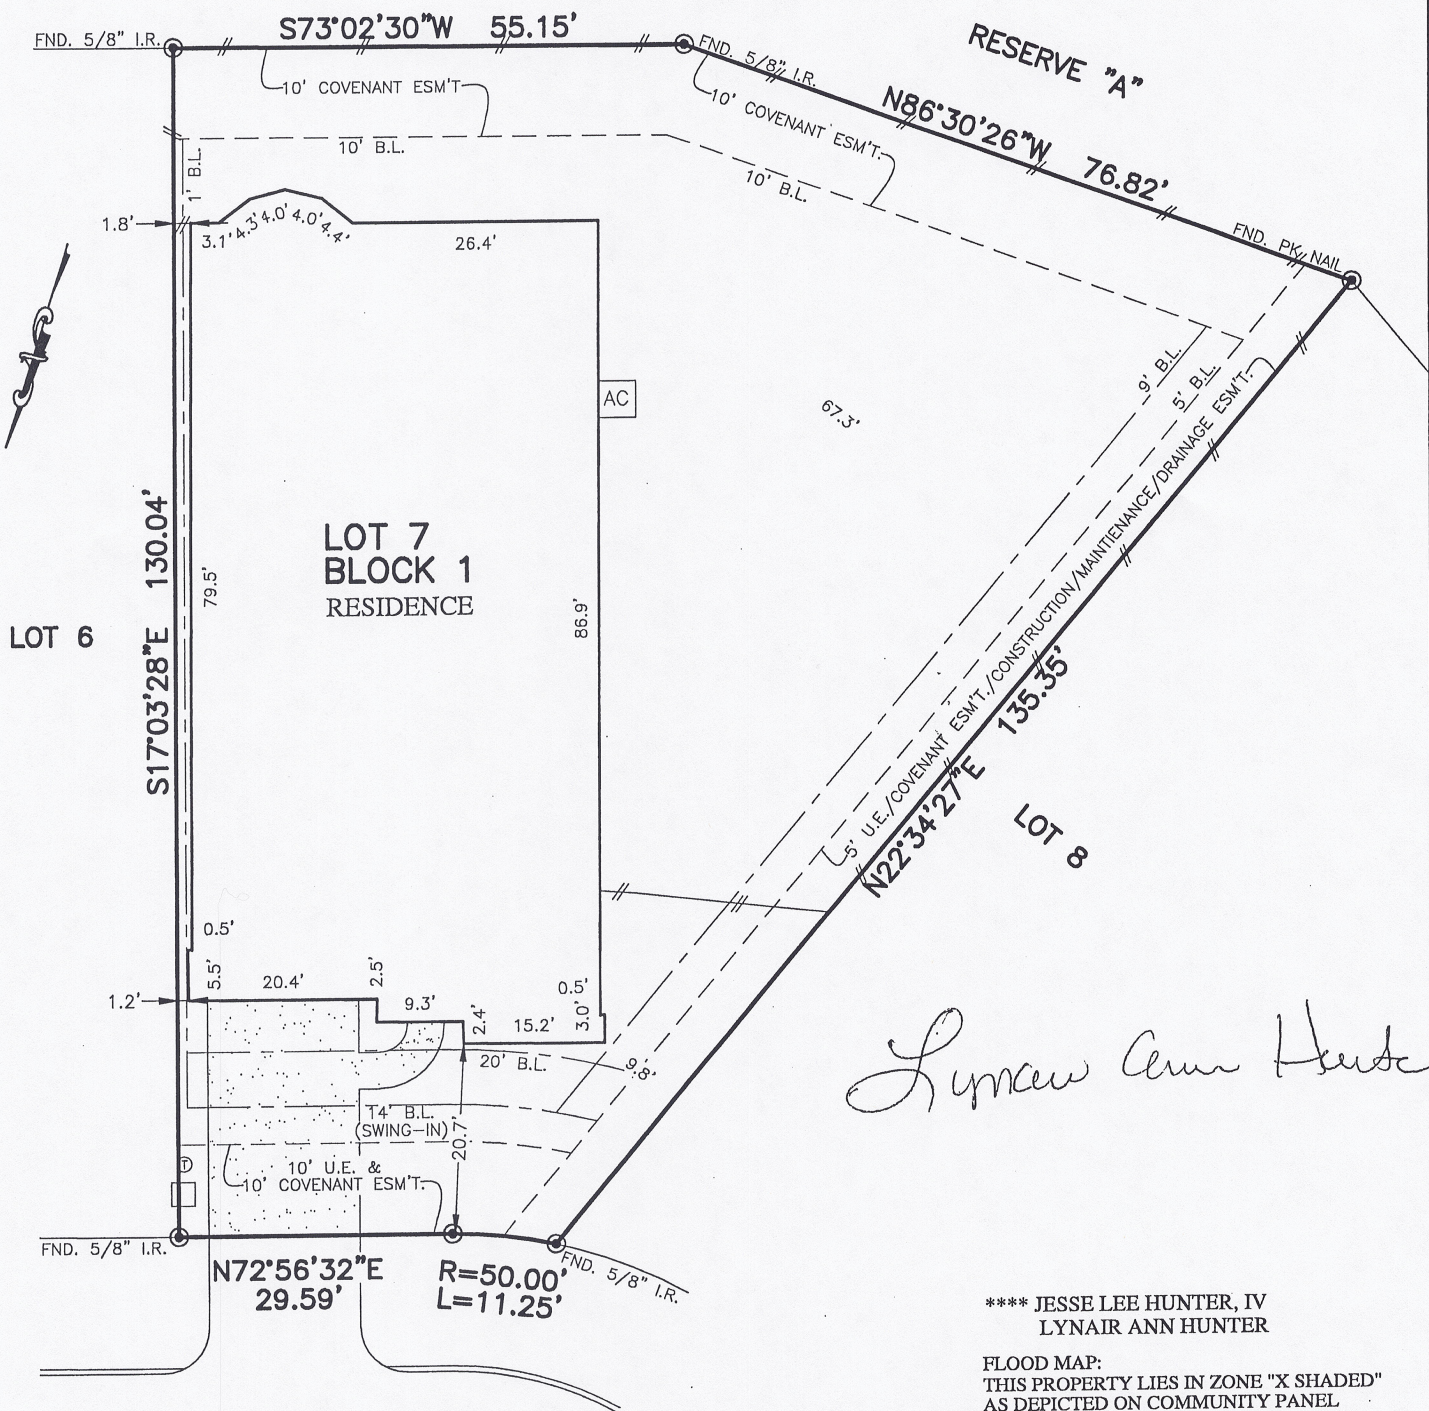 S73°02'30"W 55.15'
FND. 5/8" I.R.
FND. 5/8" I.R.
RESERVE "A"
10' COVENANT ESM'T
10' COVENANT ESM'T.
N86°30'26"W 76.82'
10' B.L.
10' B.L.
1' B.L.
1.8'
3.1' 4.3' 4.0' 4.0' 4.4'
26.4'
FND. PK NAIL
9' B.L.
5' B.L.
AC
67.3'
S17°03'28"E 130.04'
79.5'
LOT 7
BLOCK 1
RESIDENCE
86.9'
LOT 6
5' U.E./COVENANT ESM'T./CONSTRUCTION/MAINTIENANCE/DRAINAGE ESM'T.
N22°34'27"E 135.35'
LOT 8
0.5'
5.5'
20.4'
2.5'
9.3'
2.4'
15.2'
0.5'
3.0'
1.2'
20' B.L.
9.8'
14' B.L.
(SWING-IN)
20.7'
T
10' U.E. &
10' COVENANT ESM'T.
FND. 5/8" I.R.
FND. 5/8" I.R.
N72°56'32"E
29.59'
R=50.00'
L=11.25'
**** JESSE LEE HUNTER, IV
LYNAIR ANN HUNTER
FLOOD MAP:
THIS PROPERTY LIES IN ZONE "X SHADED"
AS DEPICTED ON COMMUNITY PANEL